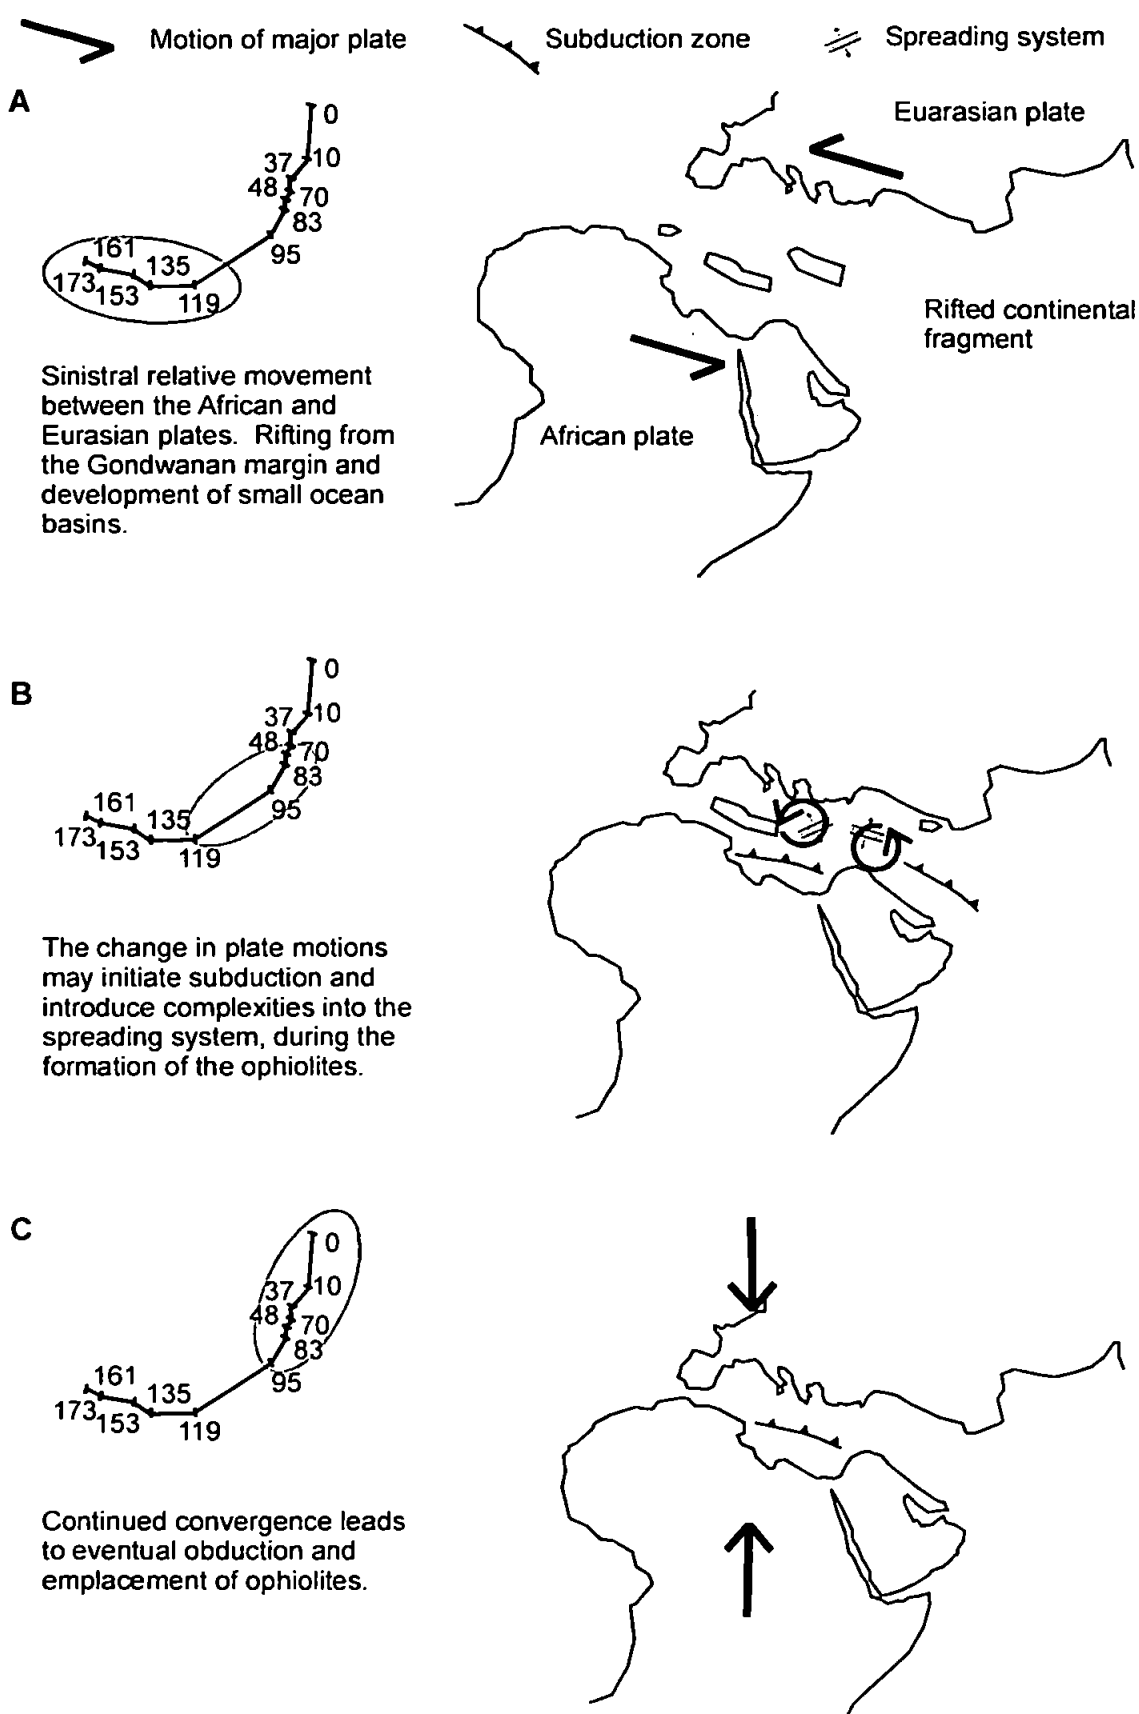 Motion of major plate
Subduction zone
Spreading system
A
0
10
37
48
70
83
95
161
135
173
153
119
Euarasian plate
Rifted continental
fragment
African plate
Sinistral relative movement
between the African and
Eurasian plates. Rifting from
the Gondwanan margin and
development of small ocean
basins.
B
0
10
37
48
70
83
95
161
135
173
153
119
The change in plate motions
may initiate subduction and
introduce complexities into the
spreading system, during the
formation of the ophiolites.
C
0
10
37
48
70
83
95
161
135
173
153
119
Continued convergence leads
to eventual obduction and
emplacement of ophiolites.